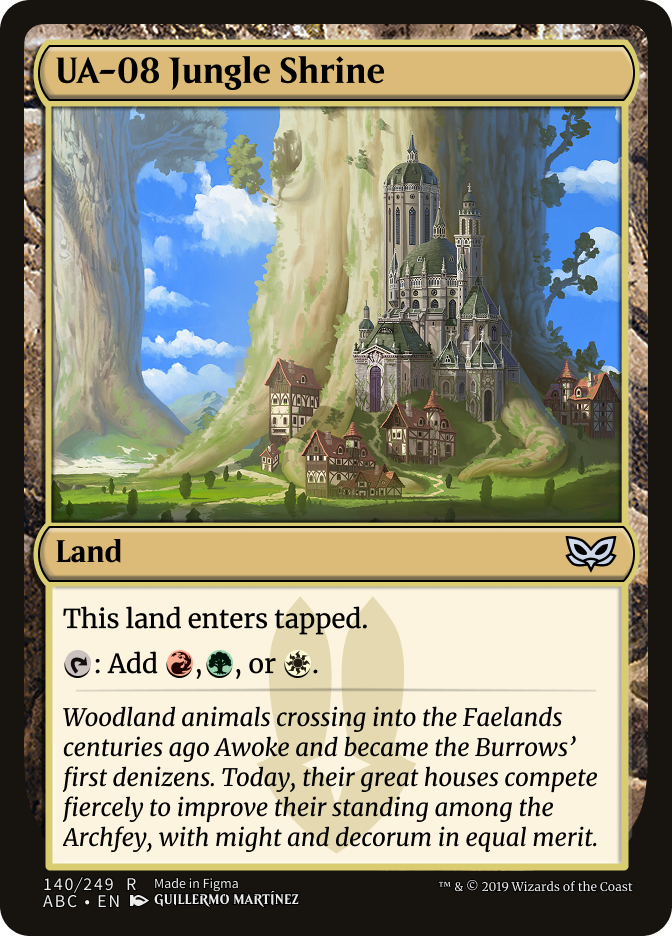 UA-08 Jungle Shrine
Land
This land enters tapped.
: Add , , or .
Woodland animals crossing into the Faelands
centuries ago Awoke and became the Burrows’
first denizens. Today, their great houses compete
fiercely to improve their standing among the
Archfey, with might and decorum in equal merit.
140/249 R Made in Figma
ABC • EN GUILLERMO MARTÍNEZ
™ & © 2019 Wizards of the Coast